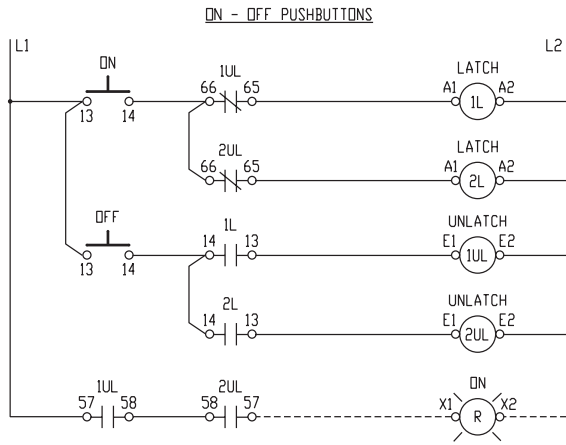 ON - OFF PUSHBUTTONS
L1 L2
ON 1UL LATCH
66 65 A1 1L A2
13 14
2UL LATCH
66 65 A1 2L A2
OFF 1L UNLATCH
14 13 E1 1UL E2
13 14
2L UNLATCH
14 13 E1 2UL E2
1UL 2UL ON
57 58 58 57 X1 R X2